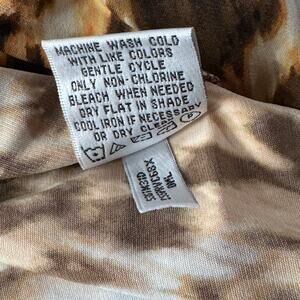 MACHINE WASH COLD
WITH LIKE COLORS
GENTLE CYCLE
ONLY NON-CHLORINE
BLEACH WHEN NEEDED
DRY FLAT IN SHADE
COOL IRON IF NECESSARY
OR DRY CLEAN
P